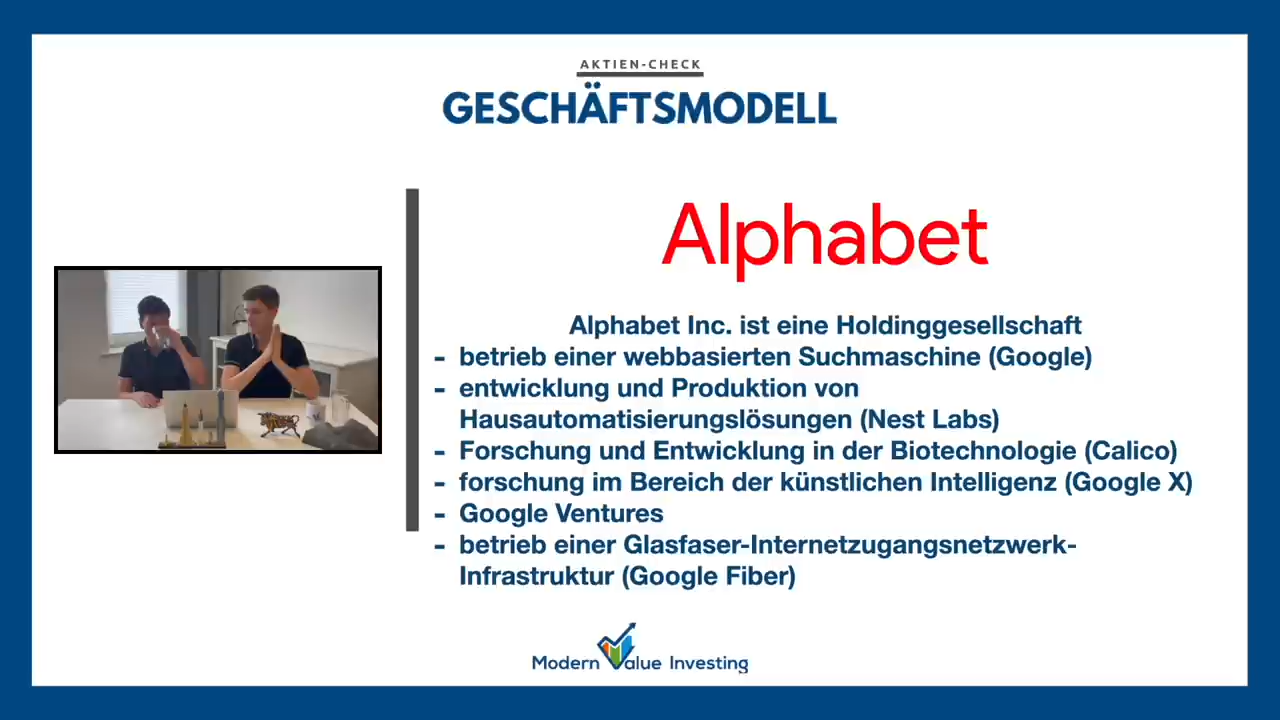 AKTIEN-CHECK
GESCHÄFTSMODELL
Alphabet
Alphabet Inc. ist eine Holdinggesellschaft
- betrieb einer webbasierten Suchmaschine (Google)
- entwicklung und Produktion von
Hausautomatisierungslösungen (Nest Labs)
- Forschung und Entwicklung in der Biotechnologie (Calico)
- forschung im Bereich der künstlichen Intelligenz (Google X)
- Google Ventures
- betrieb einer Glasfaser-Internetzugangsnetzwerk-
Infrastruktur (Google Fiber)
Modern Value Investing